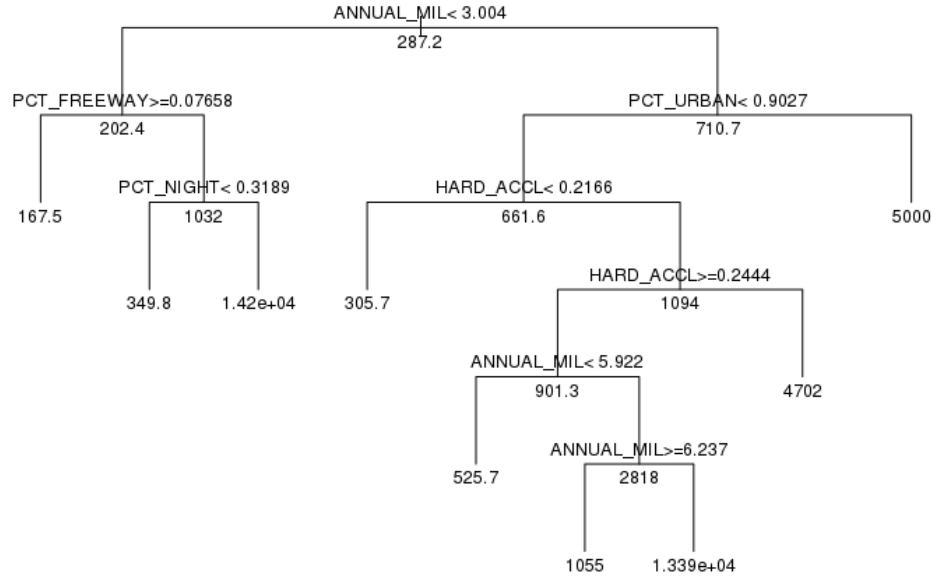 ANNUAL_MIL< 3.004
287.2
PCT_FREEWAY>=0.07658
PCT_URBAN< 0.9027
202.4
710.7
PCT_NIGHT< 0.3189
HARD_ACCL< 0.2166
167.5
1032
661.6
5000
HARD_ACCL>=0.2444
349.8
1.42e+04
305.7
1094
ANNUAL_MIL< 5.922
901.3
4702
ANNUAL_MIL>=6.237
525.7
2818
1055
1.339e+04